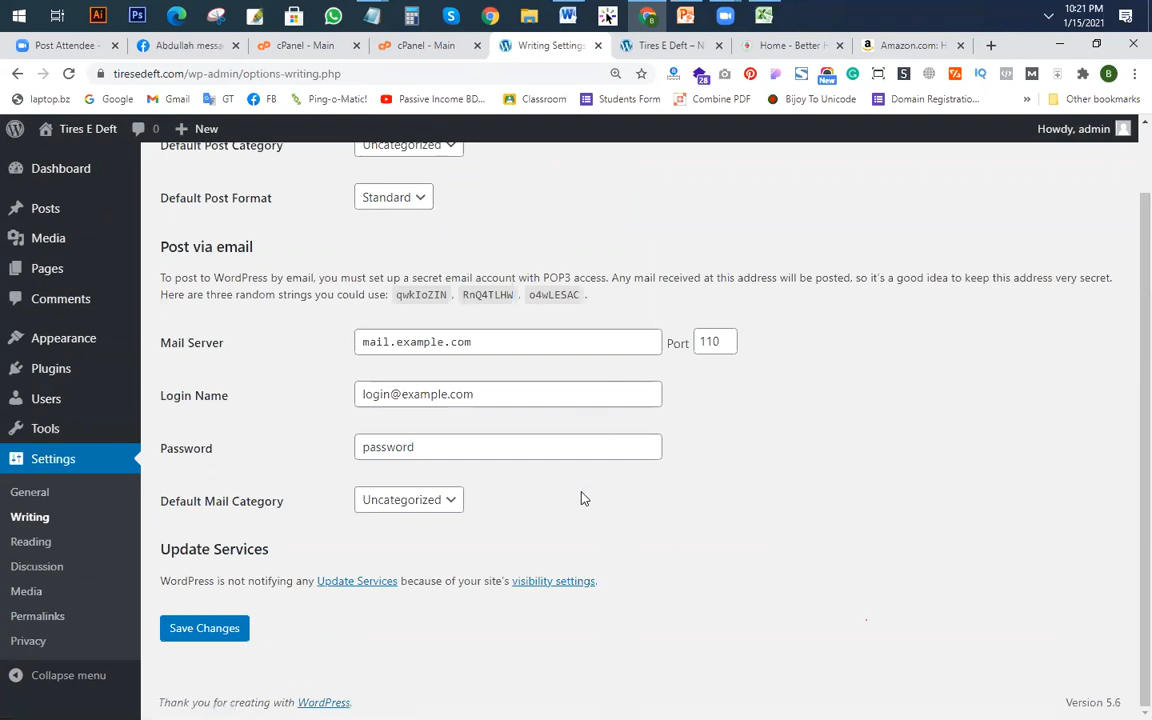 10:21 PM
1/15/2021
Post Attendee -
Abdullah messa
cPanel - Main
cPanel - Main
Writing Settings
Tires E Deft – N
Home - Better H
Amazon.com: H
tiresedeft.com/wp-admin/options-writing.php
laptop.bz
Google
Gmail
GT
FB
Ping-o-Matic!
Passive Income BD...
Classroom
Students Form
Combine PDF
Bijoy To Unicode
Domain Registratio...
Other bookmarks
Tires E Deft
0
New
Howdy, admin
Dashboard
Posts
Media
Pages
Comments
Appearance
Plugins
Users
Tools
Settings
General
Writing
Reading
Discussion
Media
Permalinks
Privacy
Collapse menu
Default Post Category
Uncategorized
Default Post Format
Standard
Post via email
To post to WordPress by email, you must set up a secret email account with POP3 access. Any mail received at this address will be posted, so it's a good idea to keep this address very secret.
Here are three random strings you could use: qwkIoZIN, RnQ4TLHW, o4wLESAC.
Mail Server
mail.example.com
Port
110
Login Name
login@example.com
Password
password
Default Mail Category
Uncategorized
Update Services
WordPress is not notifying any Update Services because of your site's visibility settings.
Save Changes
Thank you for creating with WordPress.
Version 5.6